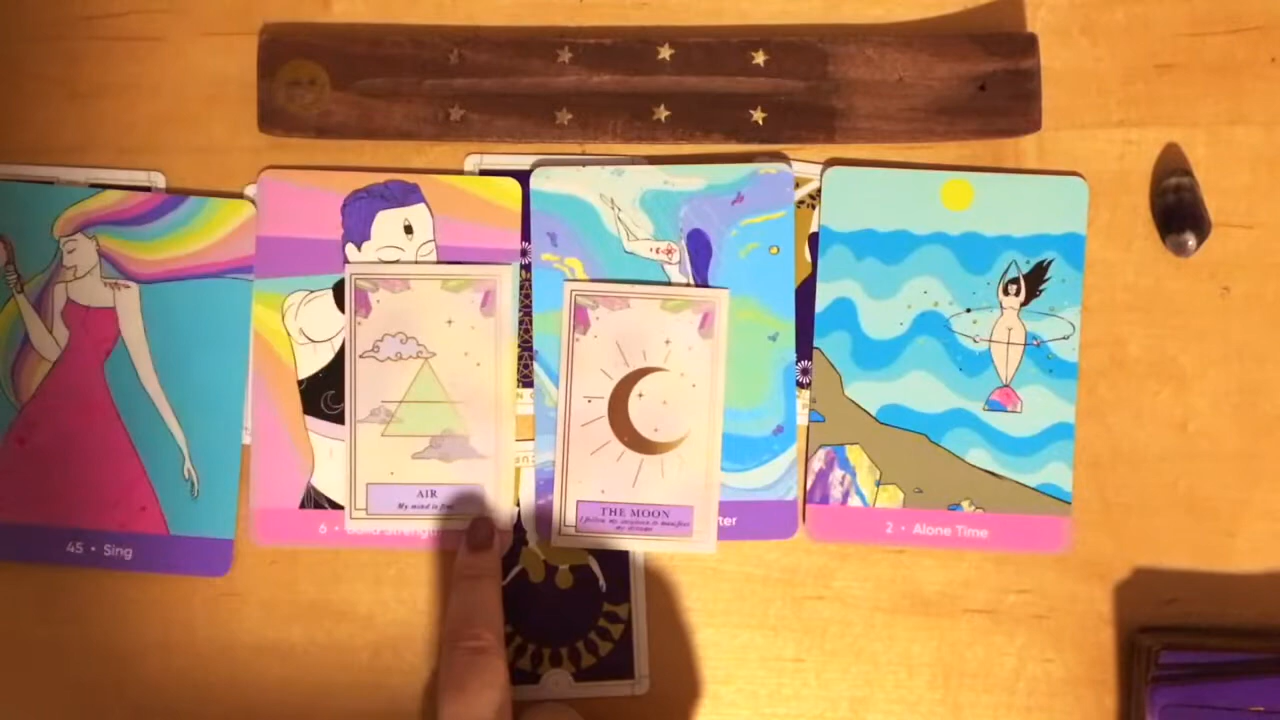 AIR
My mind is
THE MOON
I follow my intuition to manifest
my dreams
45 • Sing
6 •
2 • Alone Time